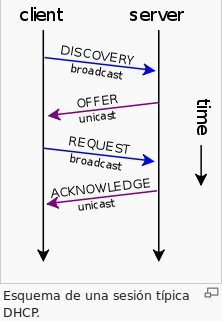 client server
DISCOVERY
broadcast
OFFER
unicast
REQUEST
broadcast
ACKNOWLEDGE
unicast
time
Esquema de una sesión típica
DHCP.